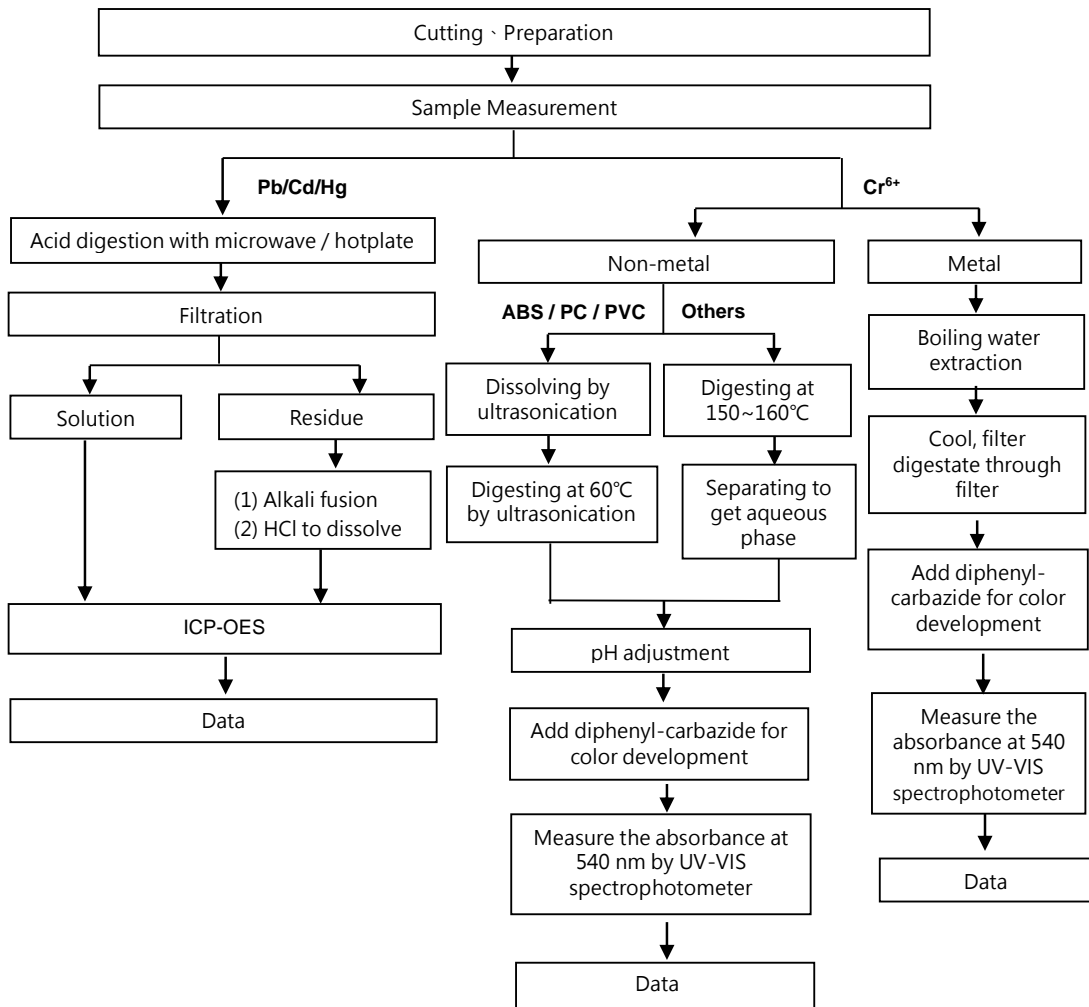 Cutting、Preparation
Sample Measurement
Pb/Cd/Hg
Acid digestion with microwave / hotplate
Filtration
Solution
Residue
(1) Alkali fusion
(2) HCl to dissolve
ICP-OES
Data
Cr⁶⁺
Non-metal
ABS / PC / PVC
Others
Dissolving by
ultrasonication
Digesting at
150~160℃
Digesting at 60℃
by ultrasonication
Separating to
get aqueous
phase
pH adjustment
Add diphenyl-carbazide for
color development
Measure the absorbance at
540 nm by UV-VIS
spectrophotometer
Data
Metal
Boiling water
extraction
Cool, filter
digestate through
filter
Add diphenyl-
carbazide for color
development
Measure the
absorbance at 540
nm by UV-VIS
spectrophotometer
Data